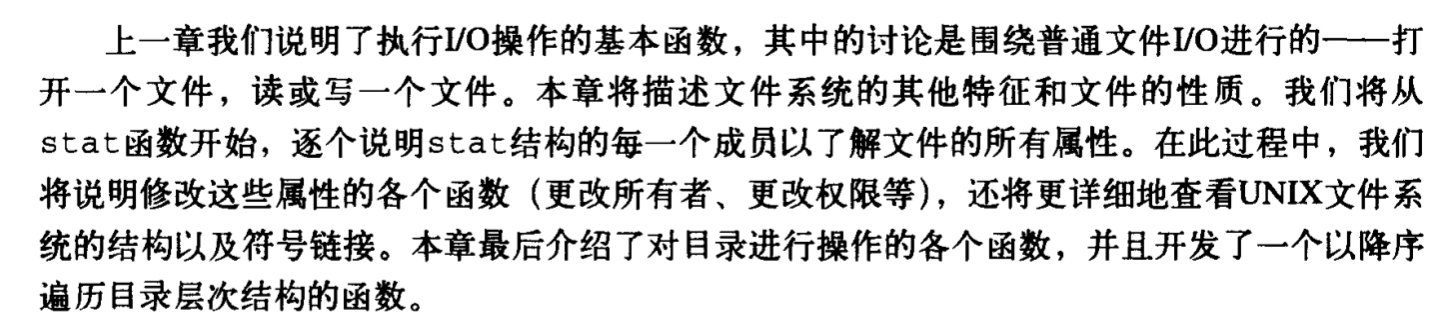 上一章我们说明了执行I/O操作的基本函数，其中的讨论是围绕普通文件I/O进行的——打
开一个文件，读或写一个文件。本章将描述文件系统的其他特征和文件的性质。我们将从
stat函数开始，逐个说明stat结构的每一个成员以了解文件的所有属性。在此过程中，我们
将说明修改这些属性的各个函数（更改所有者、更改权限等），还将更详细地查看UNIX文件系
统的结构以及符号链接。本章最后介绍了对目录进行操作的各个函数，并且开发了一个以降序
遍历目录层次结构的函数。